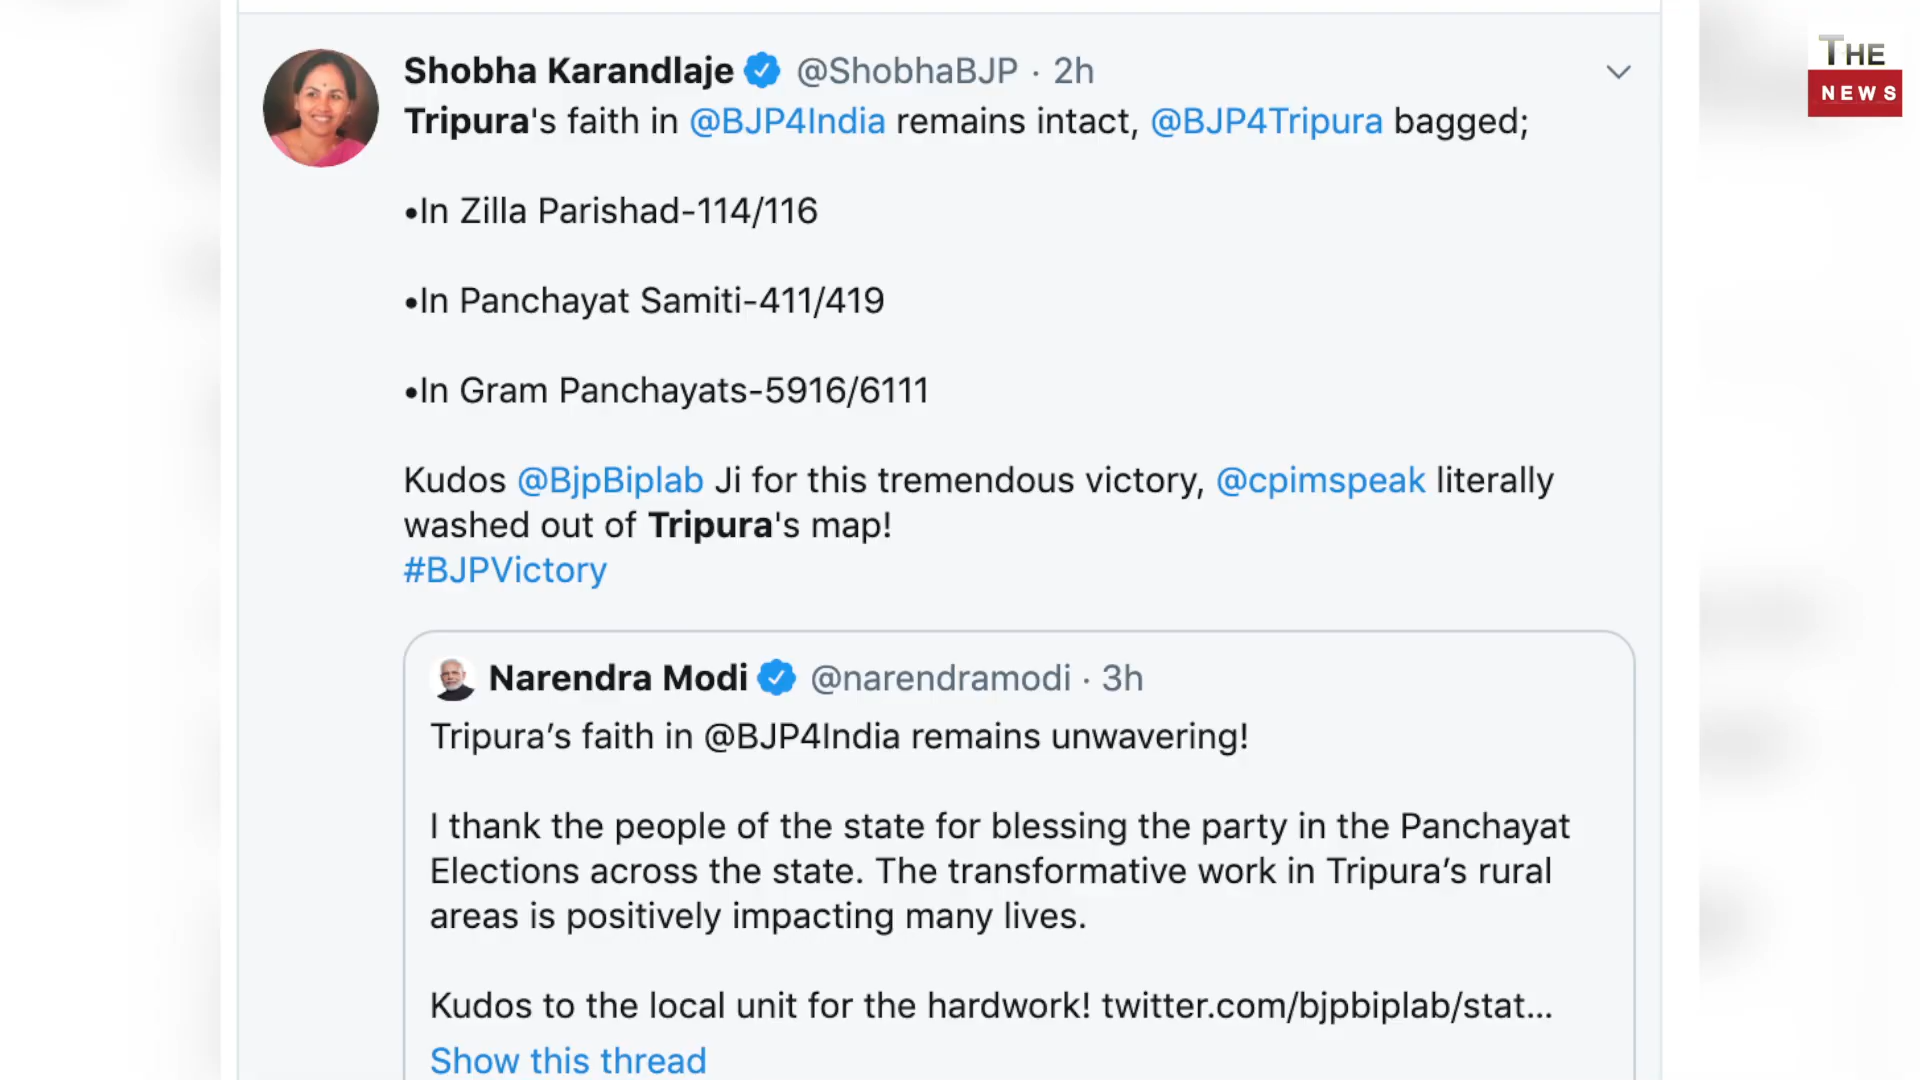 Shobha Karandlaje @ShobhaBJP · 2h
THE
NEWS
Tripura's faith in @BJP4India remains intact, @BJP4Tripura bagged;
•In Zilla Parishad-114/116
•In Panchayat Samiti-411/419
•In Gram Panchayats-5916/6111
Kudos @BjpBiplab Ji for this tremendous victory, @cpimspeak literally
washed out of Tripura's map!
#BJPVictory
Narendra Modi @narendramodi · 3h
Tripura’s faith in @BJP4India remains unwavering!
I thank the people of the state for blessing the party in the Panchayat
Elections across the state. The transformative work in Tripura’s rural
areas is positively impacting many lives.
Kudos to the local unit for the hardwork! twitter.com/bjpbiplab/stat...
Show this thread